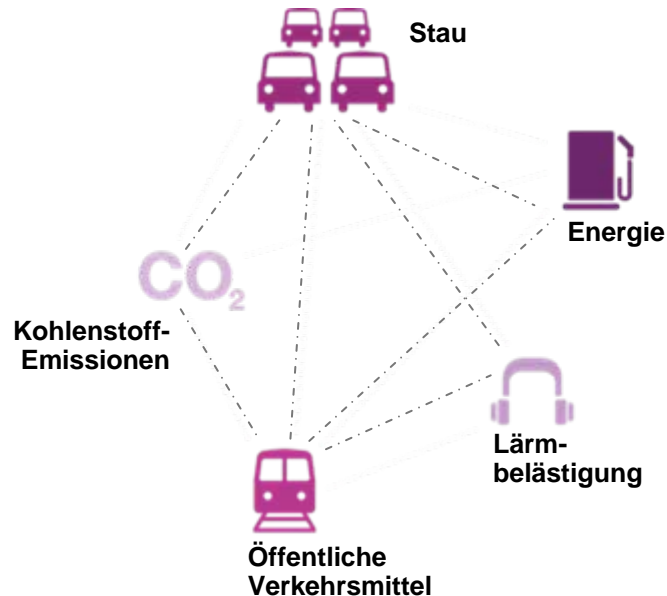 Stau
Energie
CO₂
Kohlenstoff-
Emissionen
Lärm-
belästigung
Öffentliche
Verkehrsmittel